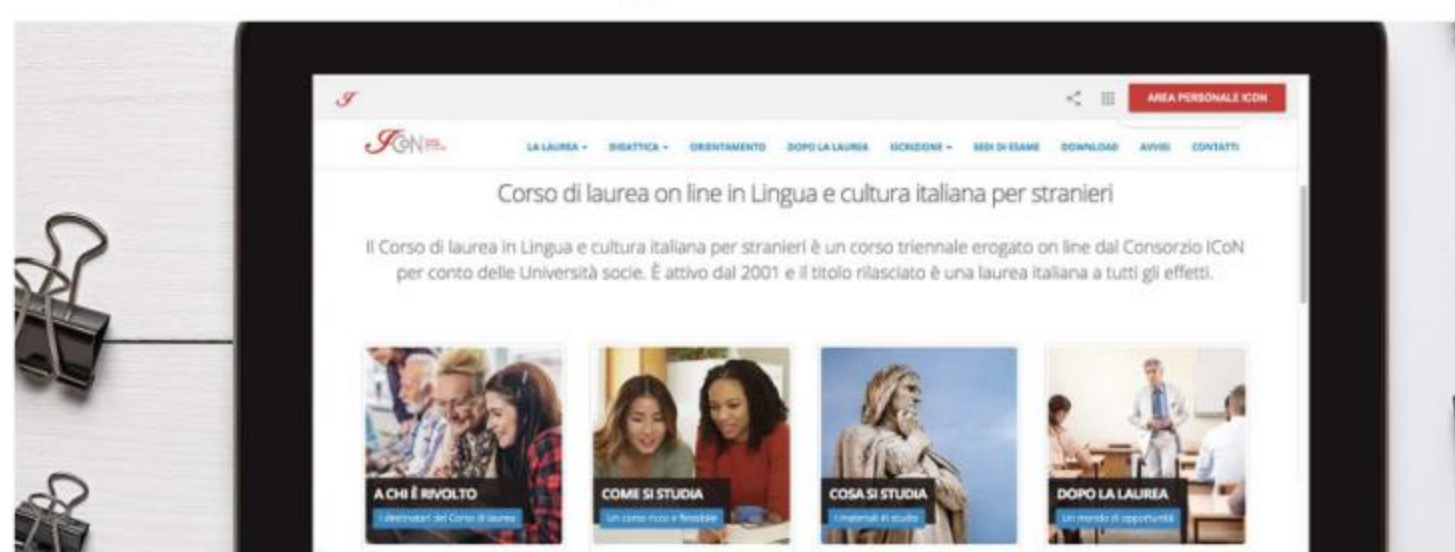 AREA PERSONALE ICON
ICoN
LA LAUREA
DIDATTICA
ORIENTAMENTO
DOPO LA LAUREA
ISCRIZIONE
SEDI DI ESAME
DOWNLOAD
AVVISI
CONTATTI
Corso di laurea on line in Lingua e cultura italiana per stranieri
Il Corso di laurea in Lingua e cultura italiana per stranieri è un corso triennale erogato on line dal Consorzio ICoN
per conto delle Università socie. È attivo dal 2001 e il titolo rilasciato è una laurea italiana a tutti gli effetti.
A CHI È RIVOLTO
I destinatari del Corso di laurea
COME SI STUDIA
Un corso ricco e flessibile
COSA SI STUDIA
I materiali di studio
DOPO LA LAUREA
Un mondo di opportunità